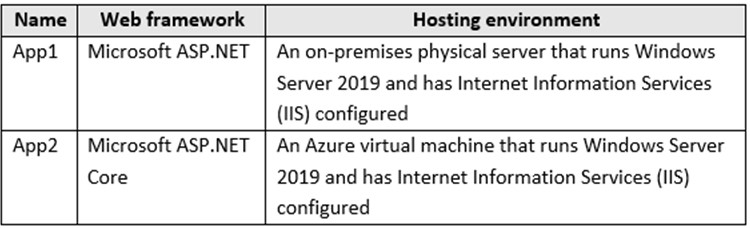 Name Web framework Hosting environment
App1 Microsoft ASP.NET An on-premises physical server that runs Windows
Server 2019 and has Internet Information Services
(IIS) configured
App2 Microsoft ASP.NET An Azure virtual machine that runs Windows Server
Core 2019 and has Internet Information Services (IIS)
configured